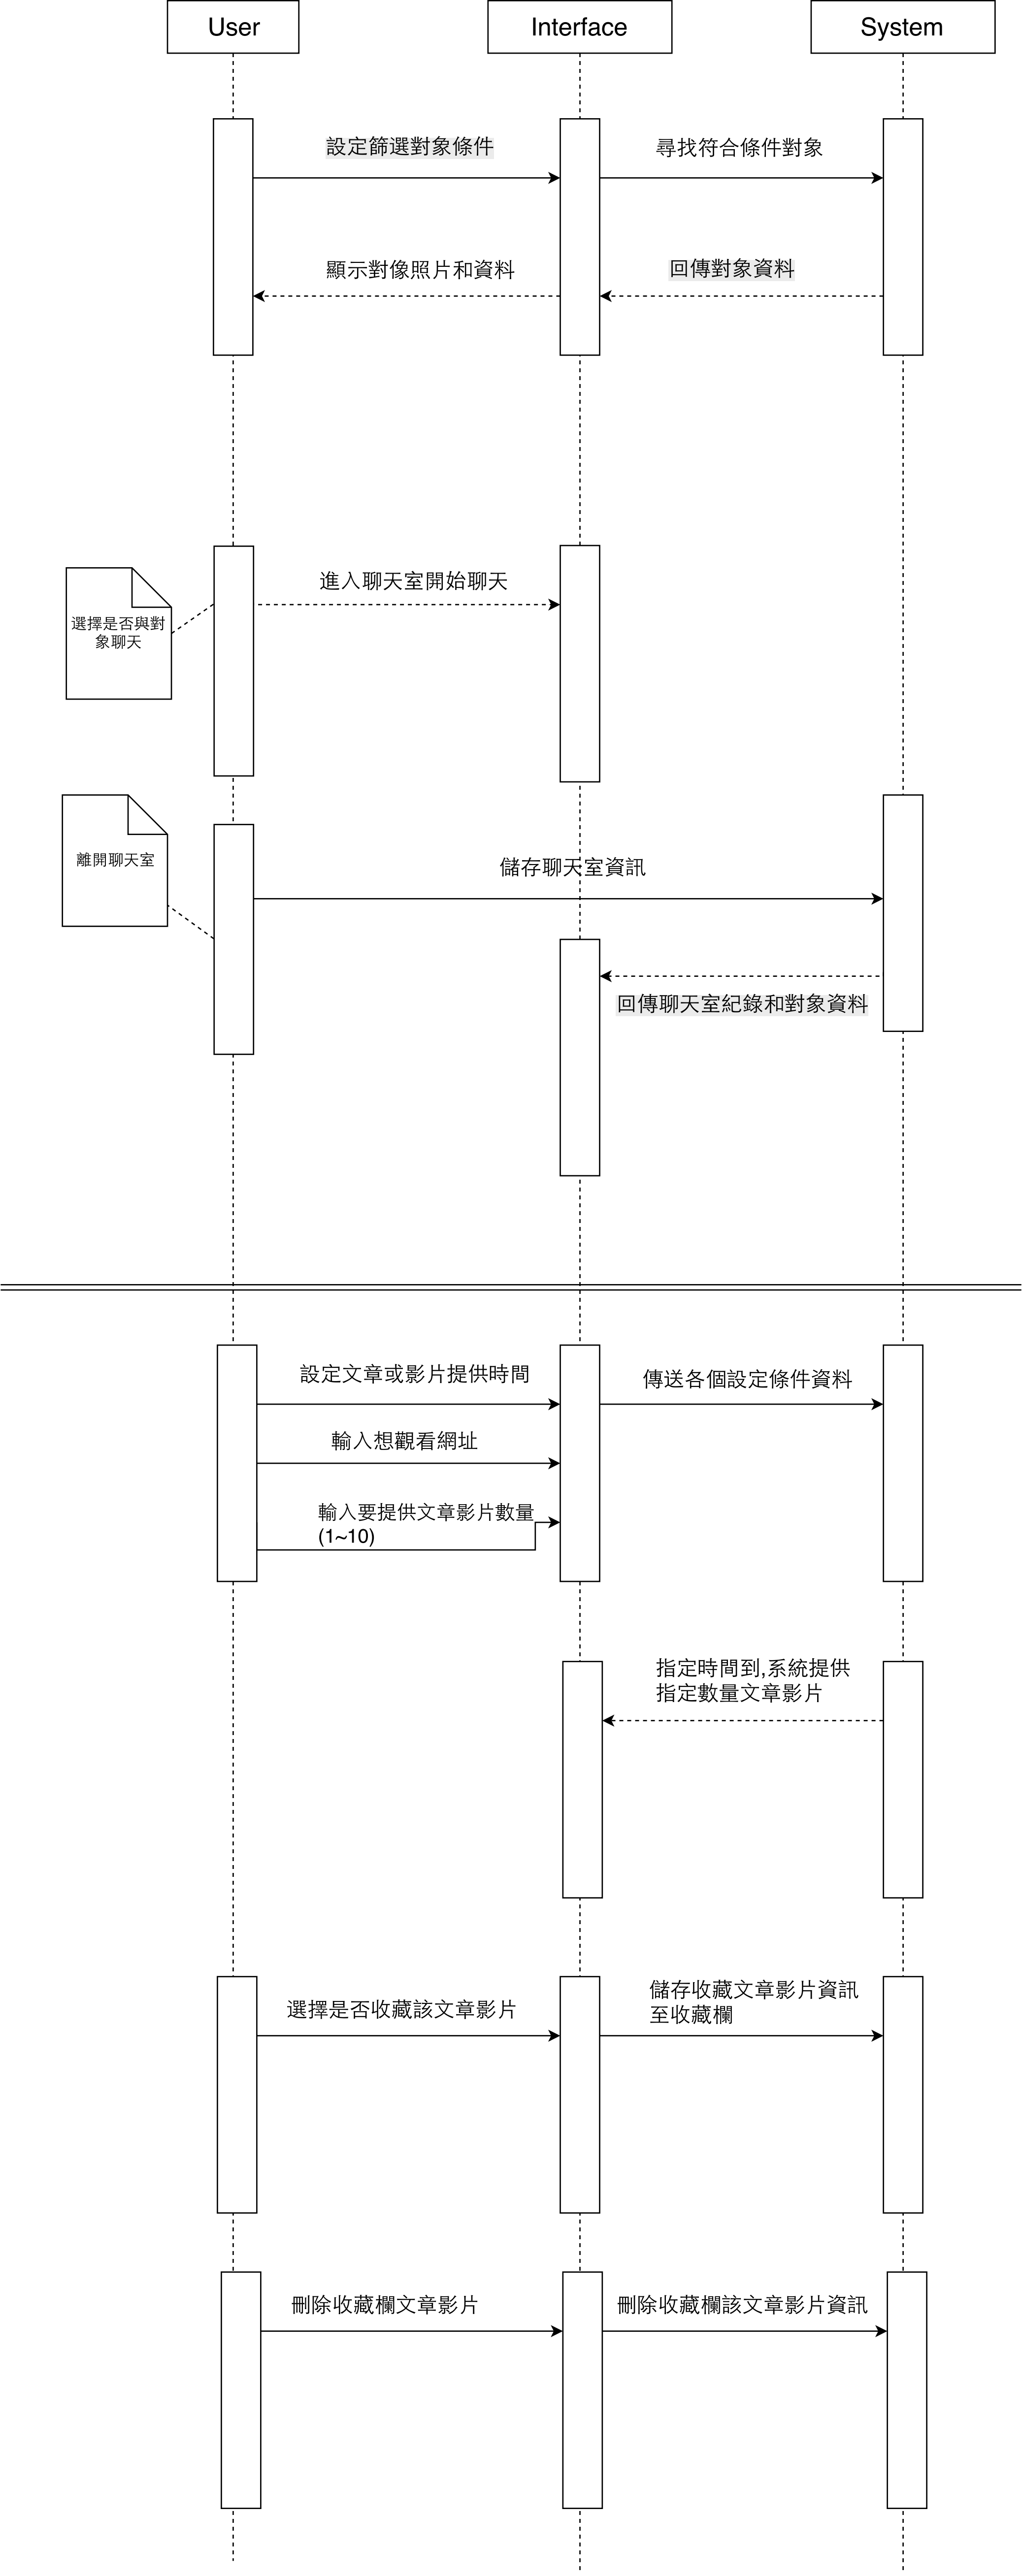 User
Interface
System
設定篩選對象條件
尋找符合條件對象
顯示對像照片和資料
回傳對象資料
進入聊天室開始聊天
選擇是否與對
象聊天
離開聊天室
儲存聊天室資訊
回傳聊天室紀錄和對象資料
設定文章或影片提供時間
傳送各個設定條件資料
輸入想觀看網址
輸入要提供文章影片數量
(1~10)
指定時間到,系統提供
指定數量文章影片
選擇是否收藏該文章影片
儲存收藏文章影片資訊
至收藏欄
刪除收藏欄文章影片
刪除收藏欄該文章影片資訊